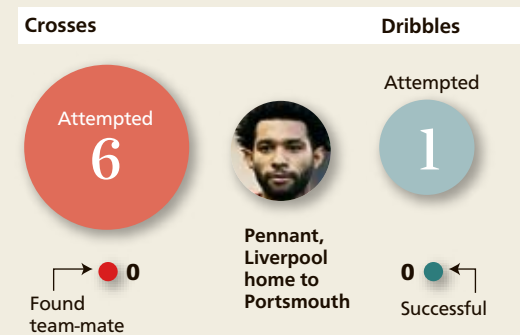 Crosses
Dribbles
Attempted
6
Attempted
1
Pennant,
Liverpool
home to
Portsmouth
0
Found
team-mate
0
Successful